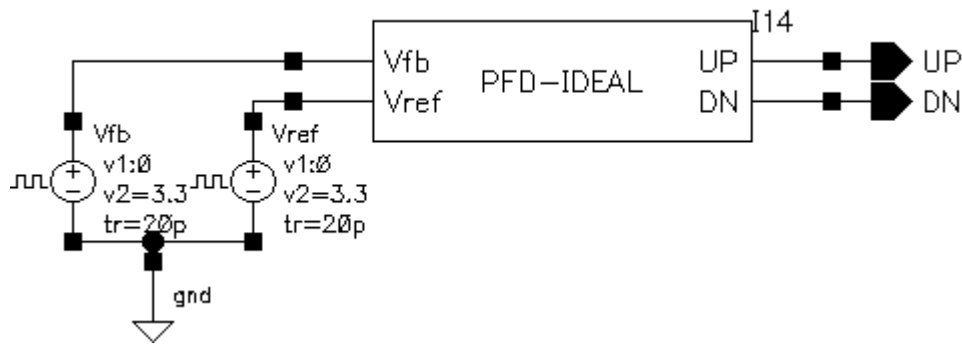 I14
Vfb
UP
UP
PFD-IDEAL
Vref
DN
DN
Vfb
v1:0
v2=3.3
tr=20p
Vref
v1:0
v2=3.3
tr=20p
gnd